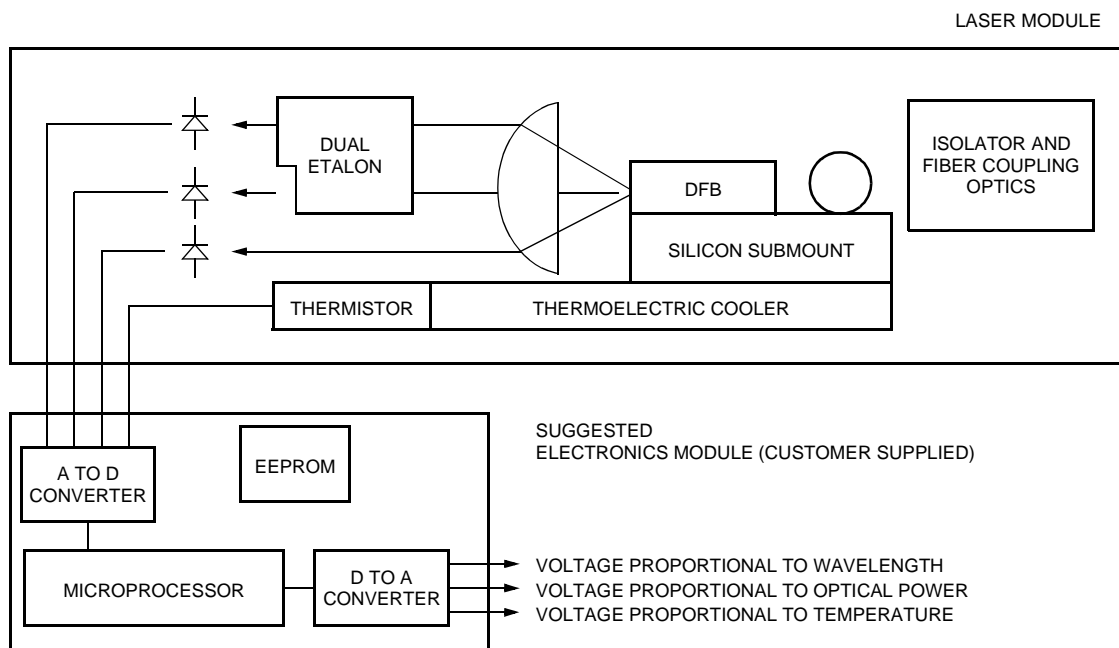 LASER MODULE
DUAL
ETALON
ISOLATOR AND
FIBER COUPLING
OPTICS
DFB
SILICON SUBMOUNT
THERMISTOR
THERMOELECTRIC COOLER
SUGGESTED
ELECTRONICS MODULE (CUSTOMER SUPPLIED)
EEPROM
A TO D
CONVERTER
MICROPROCESSOR
D TO A
CONVERTER
VOLTAGE PROPORTIONAL TO WAVELENGTH
VOLTAGE PROPORTIONAL TO OPTICAL POWER
VOLTAGE PROPORTIONAL TO TEMPERATURE